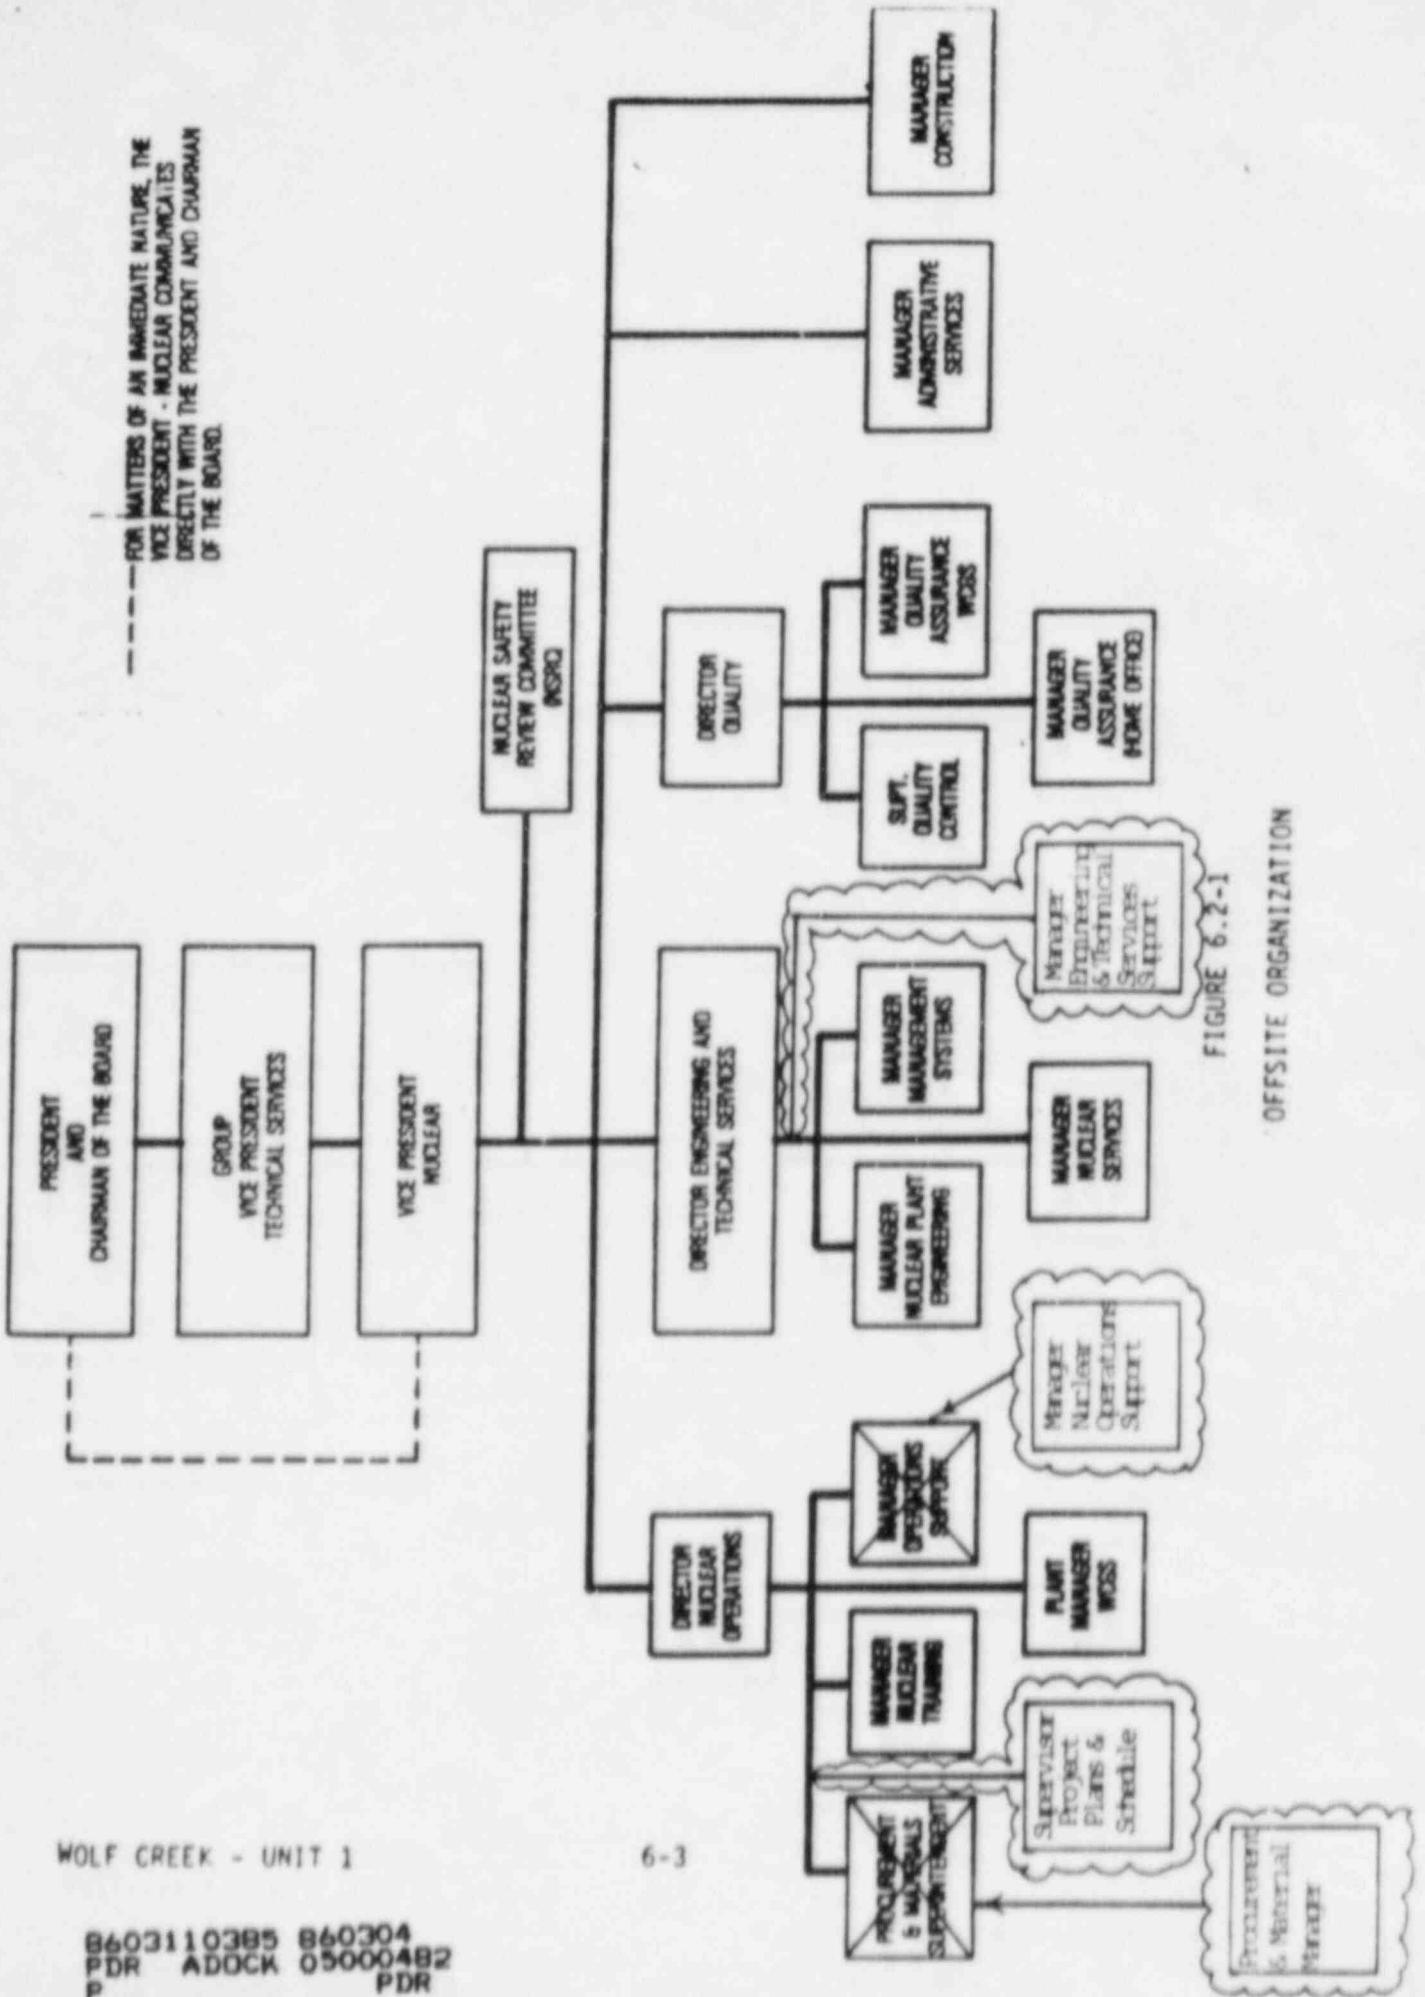 PRESIDENT
AND
CHAIRMAN OF THE BOARD
GROUP
VICE PRESIDENT
TECHNICAL SERVICES
VICE PRESIDENT
NUCLEAR
FOR MATTERS OF AN IMMEDIATE NATURE, THE
VICE PRESIDENT - NUCLEAR COMMUNICATES
DIRECTLY WITH THE PRESIDENT AND CHAIRMAN
OF THE BOARD.
NUCLEAR SAFETY
REVIEW COMMITTEE
(NSRC)
DIRECTOR
NUCLEAR
OPERATIONS
DIRECTOR ENGINEERING AND
TECHNICAL SERVICES
DIRECTOR
QUALITY
PROCUREMENT
& MATERIALS
SUPERINTENDENT
MANAGER
NUCLEAR
TRAINING
MANAGER
OPERATIONS
SUPPORT
MANAGER
NUCLEAR PLANT
ENGINEERING
MANAGER
MANAGEMENT
SYSTEMS
SUPT.
QUALITY
CONTROL
MANAGER
QUALITY
ASSURANCE
WCGS
MANAGER
ADMINISTRATIVE
SERVICES
MANAGER
CONSTRUCTION
Supervisor
Project
Plans &
Schedule
PLANT
MANAGER
WCGS
Manager
Nuclear
Operations
Support
MANAGER
NUCLEAR
SERVICES
Manager
Engineering
& Technical
Services
Support
MANAGER
QUALITY
ASSURANCE
(HOME OFFICE)
Procurement
& Material
Manager
FIGURE 6.2-1
OFFSITE ORGANIZATION
WOLF CREEK - UNIT 1
6-3
8603110385 860304
PDR ADOCK 05000482
P PDR